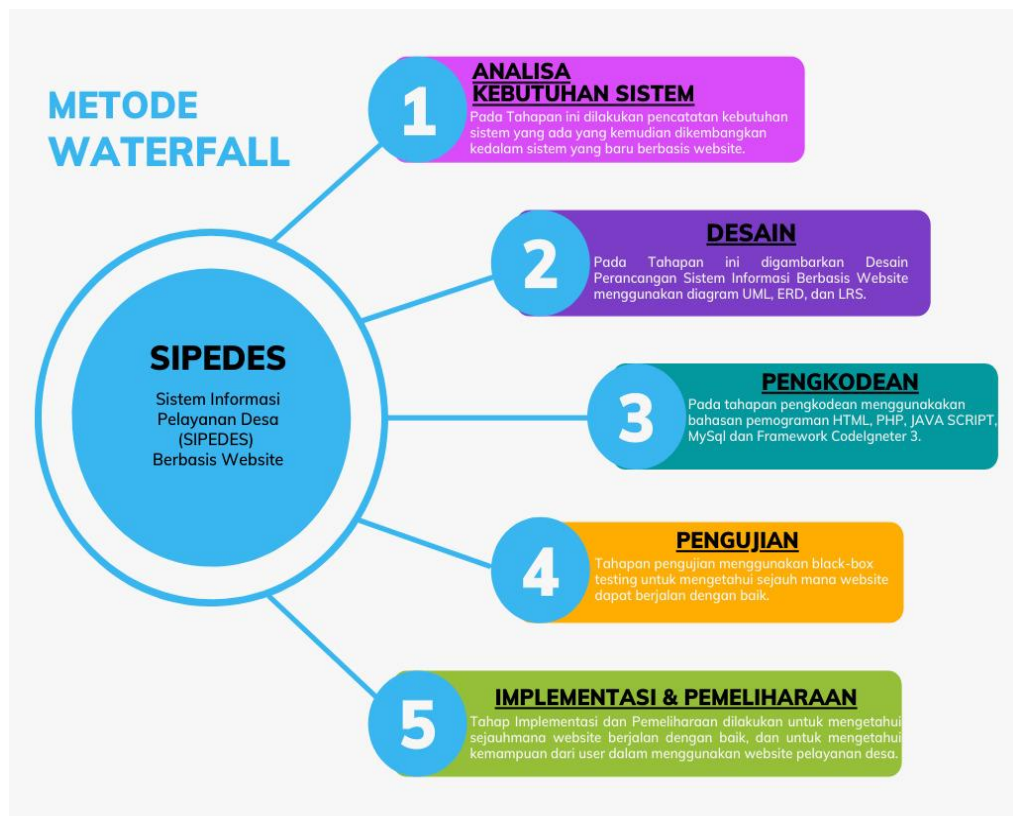 METODE
WATERFALL
SIPEDES
Sistem Informasi
Pelayanan Desa
(SIPEDES)
Berbasis Website
1
ANALISA
KEBUTUHAN SISTEM
Pada Tahapan ini dilakukan pencatatan kebutuhan
sistem yang ada yang kemudian dikembangkan
kedalam sistem yang baru berbasis website.
2
DESAIN
Pada Tahapan ini digambarkan Desain
Perancangan Sistem Informasi Berbasis Website
menggunakan diagram UML, ERD, dan LRS.
3
PENGKODEAN
Pada tahapan pengkodean menggunakakan
bahasan pemograman HTML, PHP, JAVA SCRIPT,
MySql dan Framework CodeIgneter 3.
4
PENGUJIAN
Tahapan pengujian menggunakan black-box
testing untuk mengetahui sejauh mana website
dapat berjalan dengan baik.
5
IMPLEMENTASI & PEMELIHARAAN
Tahap Implementasi dan Pemeliharaan dilakukan untuk mengetahui
sejauhmana website berjalan dengan baik, dan untuk mengetahui
kemampuan dari user dalam menggunakan website pelayanan desa.